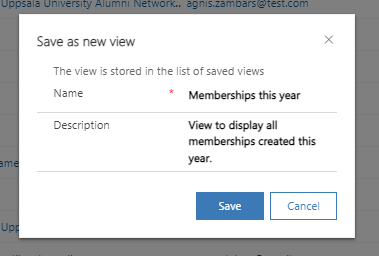 Uppsala University Alumni Network.. agnis.zambars@test.com
Save as new view
The view is stored in the list of saved views
Name * Memberships this year
Description View to display all
memberships created this
year.
ame
Save Cancel
Upp